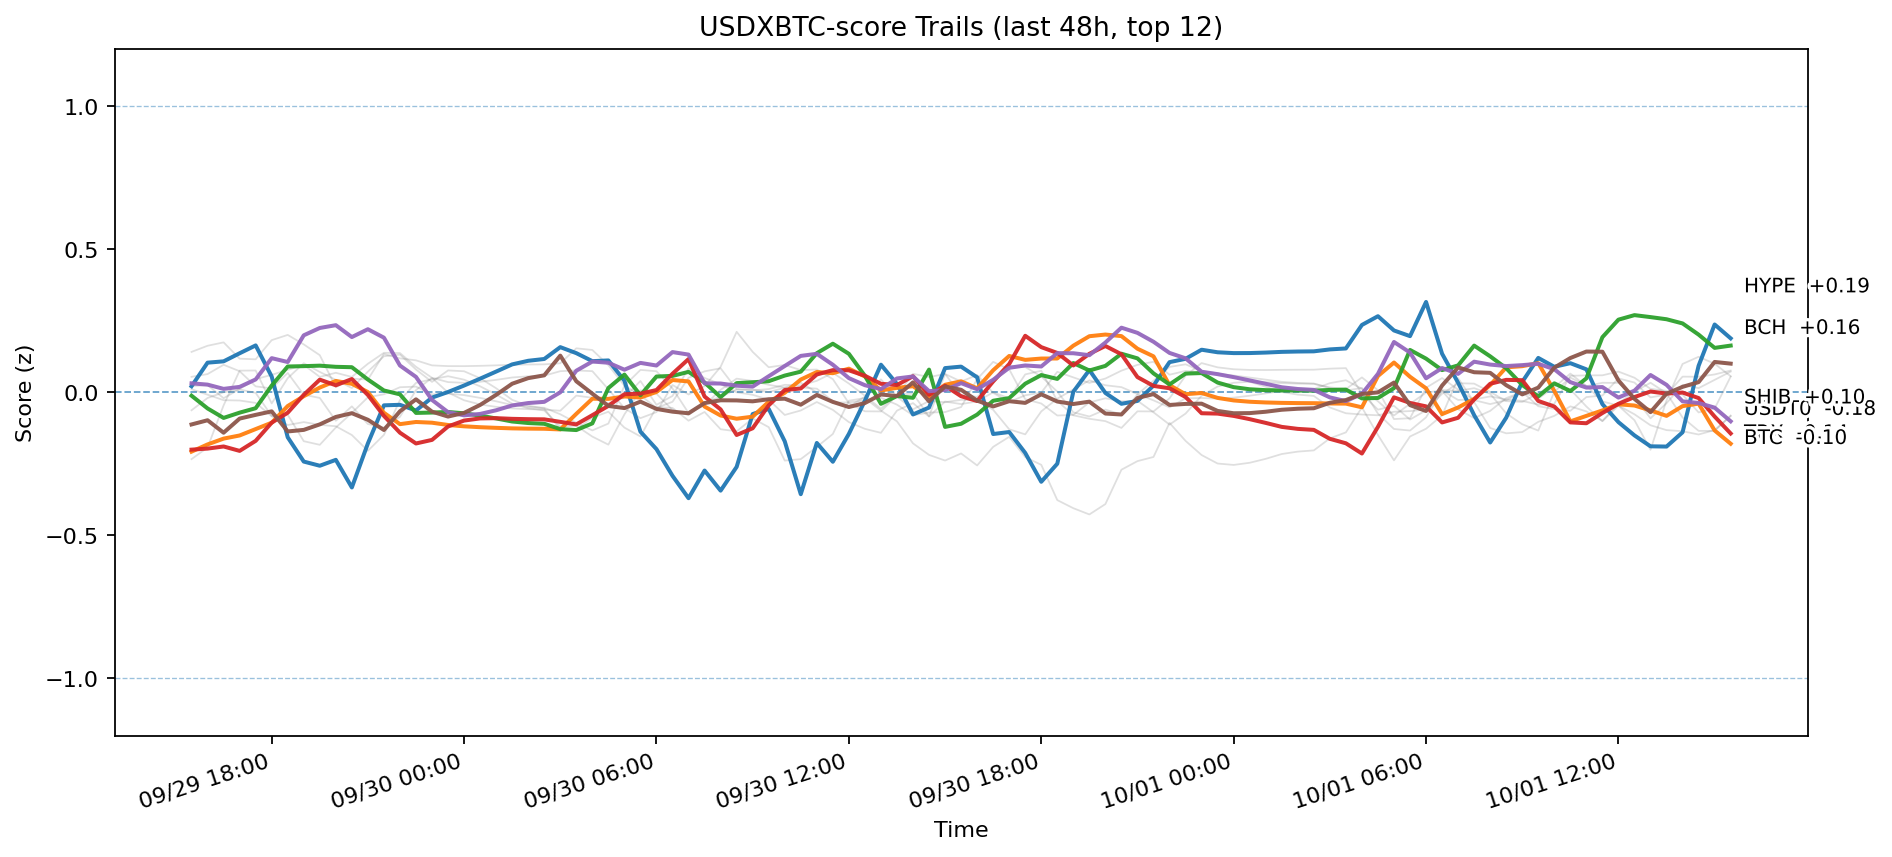 USDXBTC-score Trails (last 48h, top 12)
Score (z)
1.0
0.5
0.0
−0.5
−1.0
HYPE +0.19
BCH +0.16
SHIB +0.10
USDT0 -0.18
BTC -0.10
09/29 18:00
09/30 00:00
09/30 06:00
09/30 12:00
09/30 18:00
10/01 00:00
10/01 06:00
10/01 12:00
Time